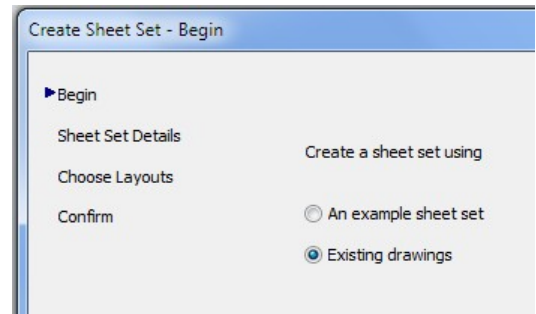 Create Sheet Set - Begin
Begin
Sheet Set Details
Choose Layouts
Confirm
Create a sheet set using
An example sheet set
Existing drawings